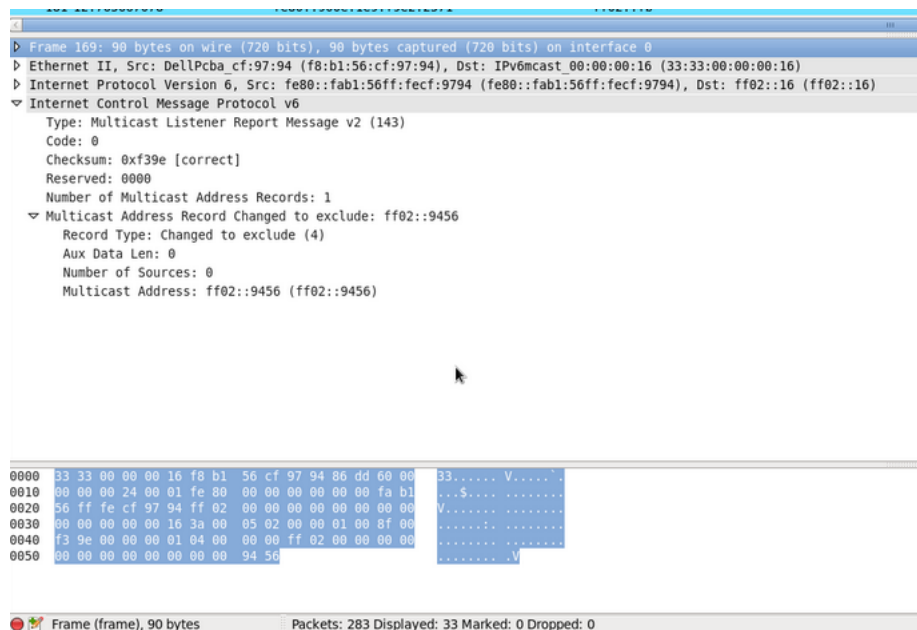 Frame 169: 90 bytes on wire (720 bits), 90 bytes captured (720 bits) on interface 0
Ethernet II, Src: DellPcba_cf:97:94 (f8:b1:56:cf:97:94), Dst: IPv6mcast_00:00:00:16 (33:33:00:00:00:16)
Internet Protocol Version 6, Src: fe80::fab1:56ff:fecf:9794 (fe80::fab1:56ff:fecf:9794), Dst: ff02::16 (ff02::16)
Internet Control Message Protocol v6
Type: Multicast Listener Report Message v2 (143)
Code: 0
Checksum: 0xf39e [correct]
Reserved: 0000
Number of Multicast Address Records: 1
Multicast Address Record Changed to exclude: ff02::9456
Record Type: Changed to exclude (4)
Aux Data Len: 0
Number of Sources: 0
Multicast Address: ff02::9456 (ff02::9456)
0000 33 33 00 00 00 16 f8 b1 56 cf 97 94 86 dd 60 00 33...... V.....`.
0010 00 00 00 24 00 01 fe 80 00 00 00 00 00 00 fa b1 ...$.... ........
0020 56 ff fe cf 97 94 ff 02 00 00 00 00 00 00 00 00 V....... ........
0030 00 00 00 00 00 16 3a 00 05 02 00 00 01 00 8f 00 ......:. ........
0040 f3 9e 00 00 00 01 04 00 00 00 ff 02 00 00 00 00 ........ ........
0050 00 00 00 00 00 00 00 00 94 56 ........ .V
Frame (frame), 90 bytes Packets: 283 Displayed: 33 Marked: 0 Dropped: 0